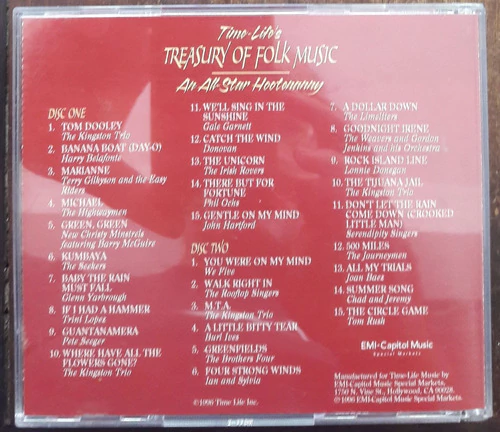 Time-Life's
TREASURY OF FOLK MUSIC
An All-Star Hootenanny
DISC ONE
1. TOM DOOLEY
The Kingston Trio
2. BANANA BOAT (DAY-O)
Harry Belafonte
3. MARIANNE
Terry Gilkyson and the Easy
Riders
4. MICHAEL
The Highwaymen
5. GREEN, GREEN
New Christy Minstrels
featuring Barry McGuire
6. KUMBAYA
The Seekers
7. BABY THE RAIN
MUST FALL
Glenn Yarbrough
8. IF I HAD A HAMMER
Trini Lopez
9. GUANTANAMERA
Pete Seeger
10. WHERE HAVE ALL THE
FLOWERS GONE?
The Kingston Trio
11. WE'LL SING IN THE
SUNSHINE
Gale Garnett
12. CATCH THE WIND
Donovan
13. THE UNICORN
The Irish Rovers
14. THERE BUT FOR
FORTUNE
Phil Ochs
15. GENTLE ON MY MIND
John Hartford
DISC TWO
1. YOU WERE ON MY MIND
We Five
2. WALK RIGHT IN
The Rooftop Singers
3. M.T.A.
The Kingston Trio
4. A LITTLE BITTY TEAR
Burl Ives
5. GREENFIELDS
The Brothers Four
6. FOUR STRONG WINDS
Ian and Sylvia
7. A DOLLAR DOWN
The Limeliters
8. GOODNIGHT IRENE
The Weavers and Gordon
Jenkins and his Orchestra
9. ROCK ISLAND LINE
Lonnie Donegan
10. THE TIJUANA JAIL
The Kingston Trio
11. DON'T LET THE RAIN
COME DOWN (CROOKED
LITTLE MAN)
Serendipity Singers
12. 500 MILES
The Journeymen
13. ALL MY TRIALS
Joan Baez
14. SUMMER SONG
Chad and Jeremy
15. THE CIRCLE GAME
Tom Rush
EMI-Capitol Music
Special Markets
©1996 Time Life Inc.
Manufactured for Time-Life Music by
EMI-Capitol Music Special Markets,
1750 N. Vine St., Hollywood, CA 90028.
℗1996 EMI-Capitol Music Special Markets.